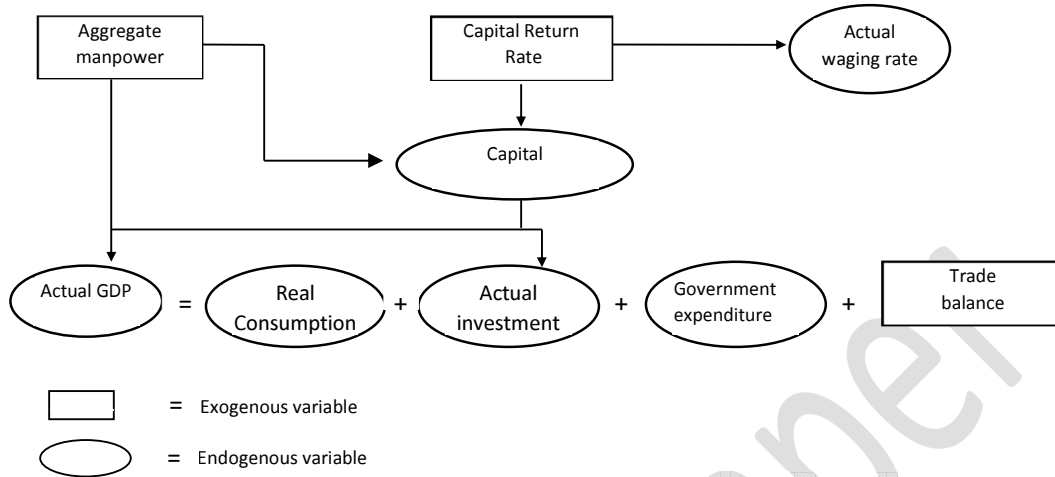 Aggregate
manpower
Capital Return
Rate
Actual
waging rate
Capital
Actual GDP
=
Real
Consumption
+
Actual
investment
+
Government
expenditure
+
Trade
balance
= Exogenous variable
= Endogenous variable